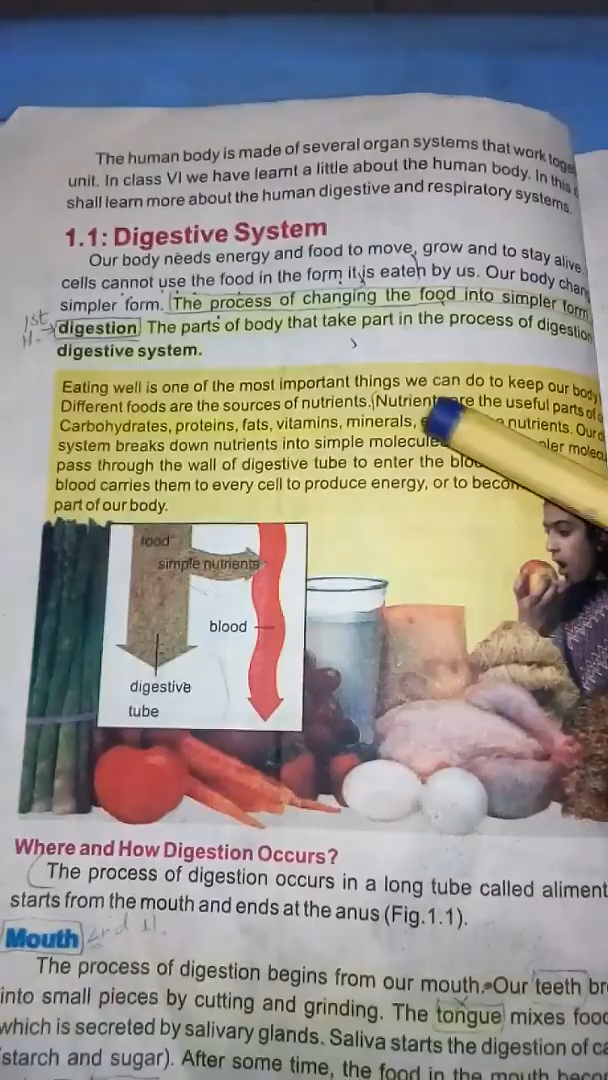 The human body is made of several organ systems that work toge
unit. In class VI we have learnt a little about the human body. In this
shall learn more about the human digestive and respiratory systems.
1.1: Digestive System
Our body needs energy and food to move, grow and to stay alive.
cells cannot use the food in the form it is eaten by us. Our body chan
simpler form. The process of changing the food into simpler form
1st
digestion The parts of body that take part in the process of digestion
digestive system.
Eating well is one of the most important things we can do to keep our body
Different foods are the sources of nutrients. Nutrient re the useful parts of
Carbohydrates, proteins, fats, vitamins, minerals, nutrients. Our
system breaks down nutrients into simple molecule pler molecu
pass through the wall of digestive tube to enter the blo
blood carries them to every cell to produce energy, or to becom
part of our body.
food
simple nutrients
blood
digestive
tube
Where and How Digestion Occurs?
The process of digestion occurs in a long tube called aliment
starts from the mouth and ends at the anus (Fig.1.1).
Mouth 2rd H.
The process of digestion begins from our mouth. Our teeth br
into small pieces by cutting and grinding. The tongue mixes food
which is secreted by salivary glands. Saliva starts the digestion of ca
(starch and sugar). After some time, the food in the mouth beco